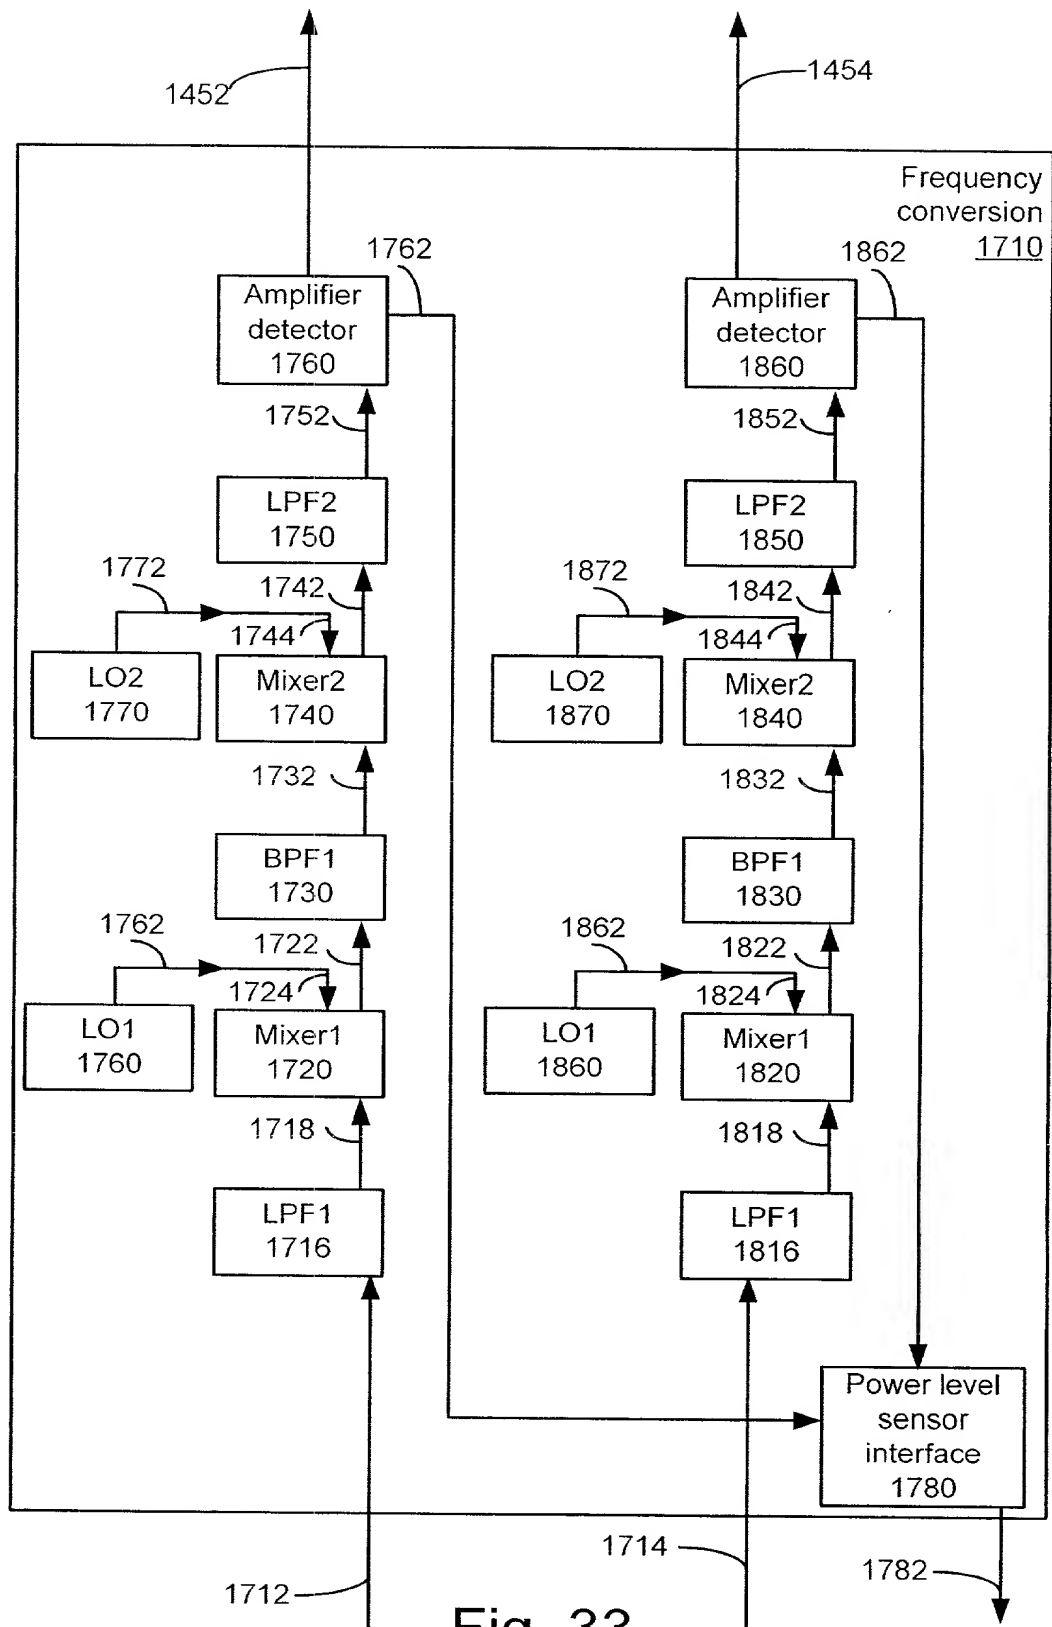 1452
1454
Frequency
conversion
1710
1762
1862
Amplifier
detector
1760
Amplifier
detector
1860
1752
1852
LPF2
1750
LPF2
1850
1772
1742
1744
1872
1842
1844
LO2
1770
Mixer2
1740
LO2
1870
Mixer2
1840
1732
1832
BPF1
1730
BPF1
1830
1762
1722
1724
1862
1822
1824
LO1
1760
Mixer1
1720
LO1
1860
Mixer1
1820
1718
1818
LPF1
1716
LPF1
1816
Power level
sensor
interface
1780
1712
1714
1782
Fig. 33